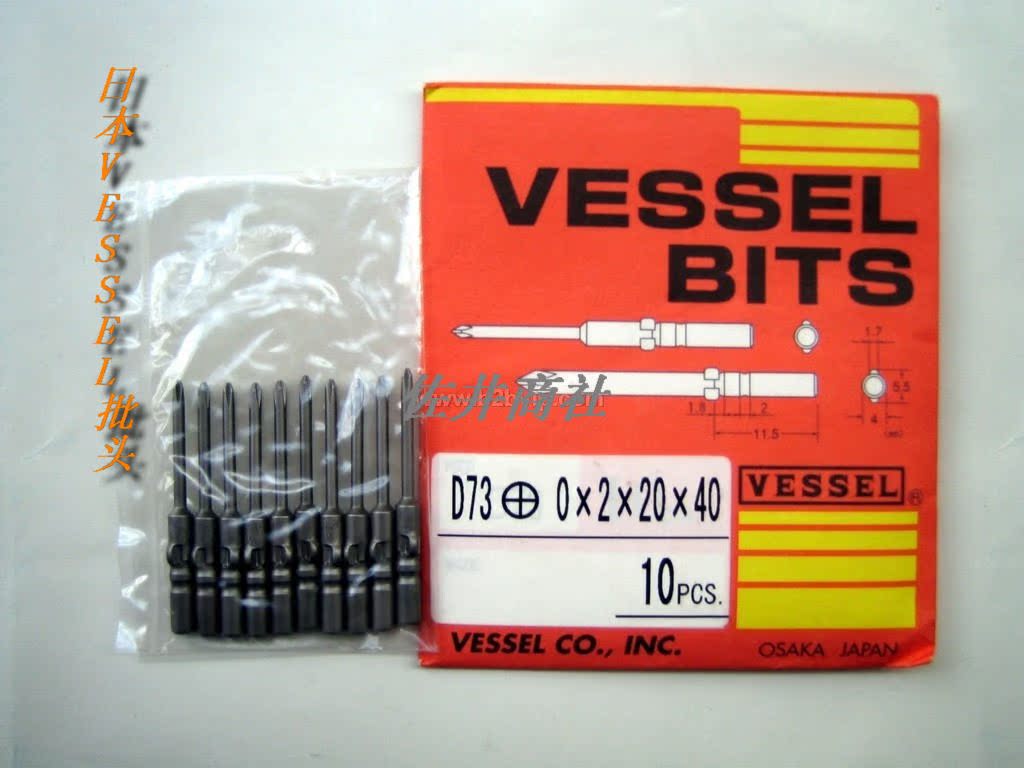 日本VESSEL批头
VESSEL
BITS
1.7
5.5
4
1.8
2
11.5
佐井商社
D73 ⊕ 0×2×20×40
10PCS.
VESSEL®
VESSEL CO., INC.
OSAKA JAPAN